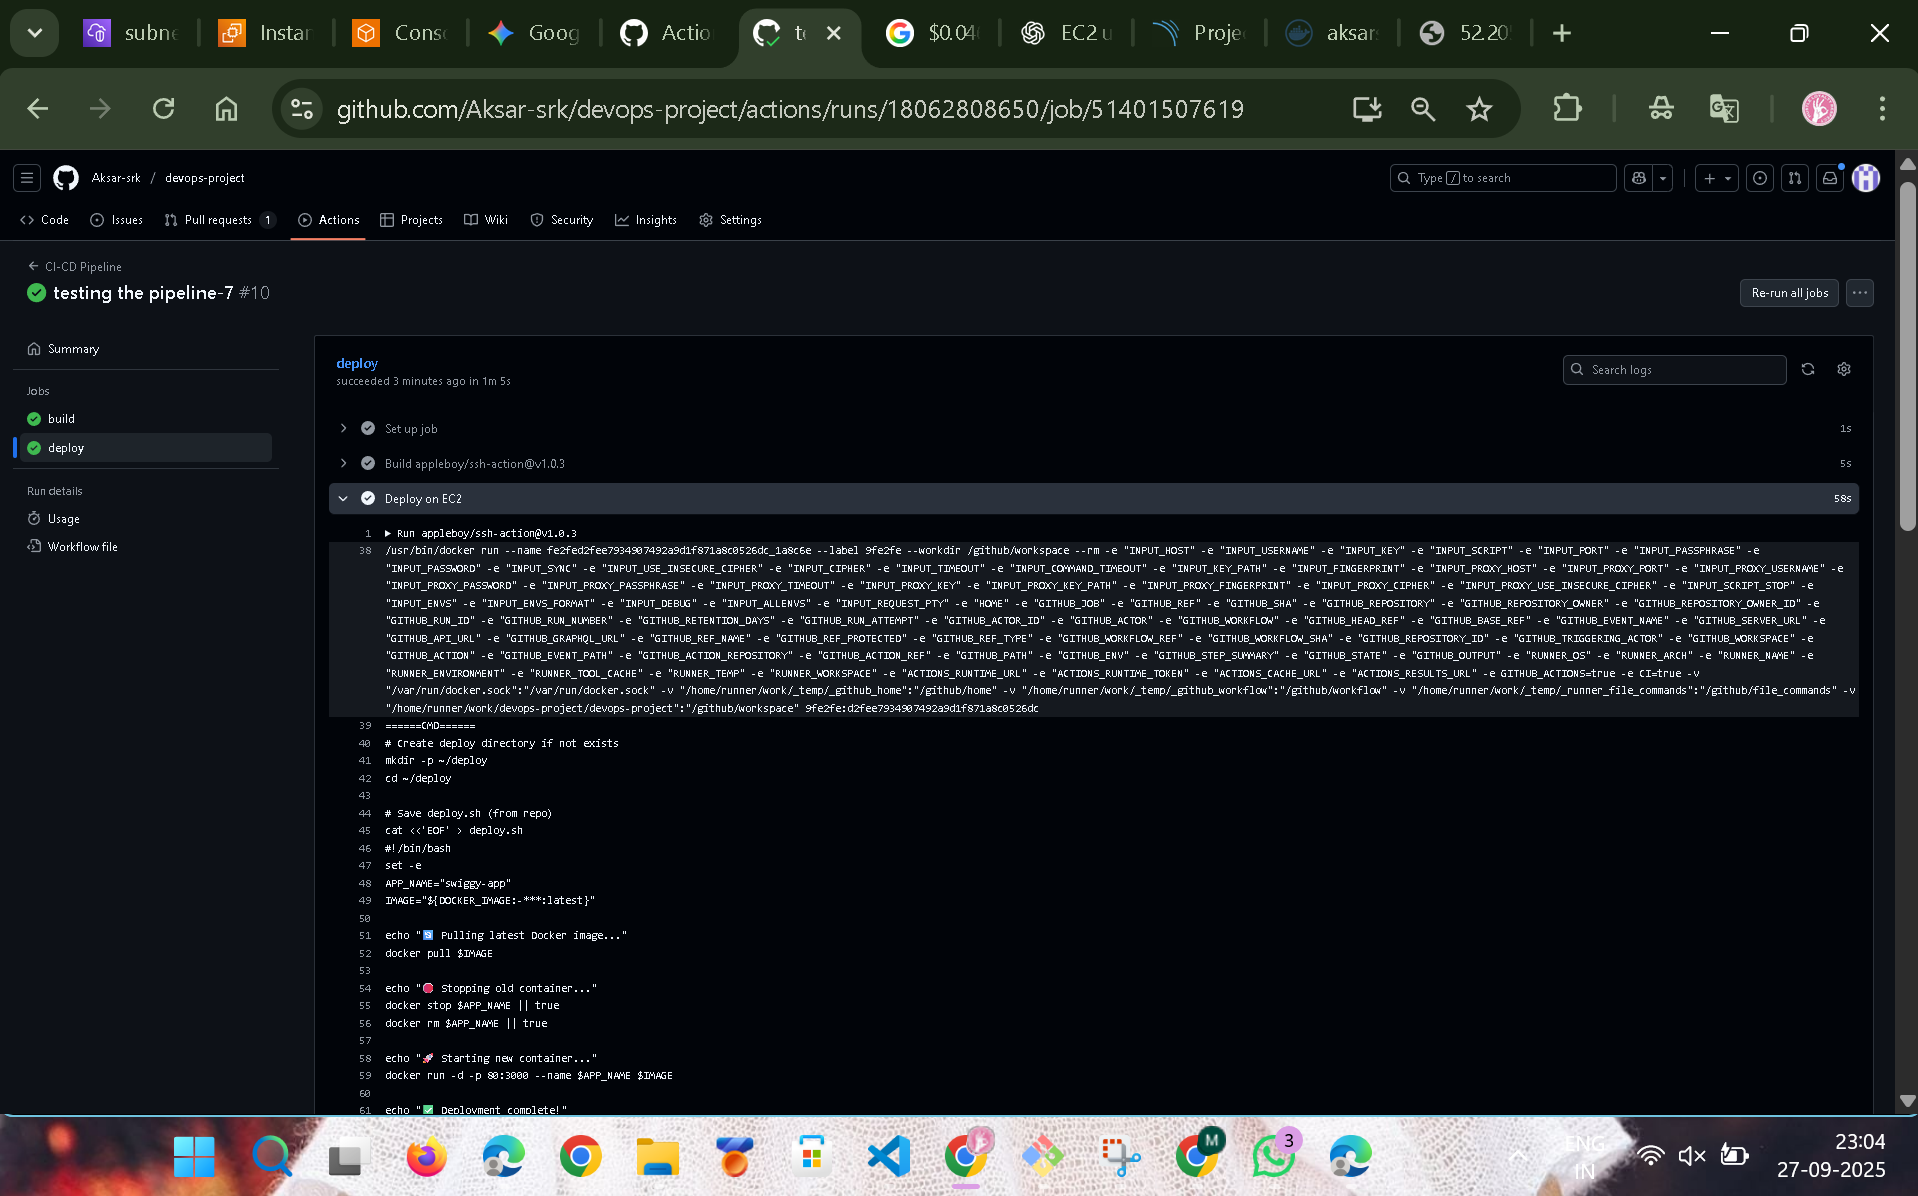 subne
Instan
Conso
Goog
Actio
te
$0.04
EC2 u
Proje
aksar
52.20
github.com/Aksar-srk/devops-project/actions/runs/18062808650/job/51401507619
Aksar-srk / devops-project
Type / to search
Code
Issues
Pull requests 1
Actions
Projects
Wiki
Security
Insights
Settings
CI-CD Pipeline
testing the pipeline-7 #10
Re-run all jobs
Summary
Jobs
build
deploy
Run details
Usage
Workflow file
deploy
succeeded 3 minutes ago in 1m 5s
Search logs
Set up job 1s
Build appleboy/ssh-action@v1.0.3 5s
Deploy on EC2 58s
1 ▶ Run appleboy/ssh-action@v1.0.3
38 /usr/bin/docker run --name fe2fed2fee7934907492a9d1f871a8c0526dc_1a8c6e --label 9fe2fe --workdir /github/workspace --rm -e "INPUT_HOST" -e "INPUT_USERNAME" -e "INPUT_KEY" -e "INPUT_SCRIPT" -e "INPUT_PORT" -e "INPUT_PASSPHRASE" -e
"INPUT_PASSWORD" -e "INPUT_SYNC" -e "INPUT_USE_INSECURE_CIPHER" -e "INPUT_CIPHER" -e "INPUT_TIMEOUT" -e "INPUT_COMMAND_TIMEOUT" -e "INPUT_KEY_PATH" -e "INPUT_FINGERPRINT" -e "INPUT_PROXY_HOST" -e "INPUT_PROXY_PORT" -e "INPUT_PROXY_USERNAME" -e
"INPUT_PROXY_PASSWORD" -e "INPUT_PROXY_PASSPHRASE" -e "INPUT_PROXY_TIMEOUT" -e "INPUT_PROXY_KEY" -e "INPUT_PROXY_KEY_PATH" -e "INPUT_PROXY_FINGERPRINT" -e "INPUT_PROXY_CIPHER" -e "INPUT_PROXY_USE_INSECURE_CIPHER" -e "INPUT_SCRIPT_STOP" -e
"INPUT_ENVS" -e "INPUT_ENVS_FORMAT" -e "INPUT_DEBUG" -e "INPUT_ALLENVS" -e "INPUT_REQUEST_PTY" -e "HOME" -e "GITHUB_JOB" -e "GITHUB_REF" -e "GITHUB_SHA" -e "GITHUB_REPOSITORY" -e "GITHUB_REPOSITORY_OWNER" -e "GITHUB_REPOSITORY_OWNER_ID" -e
"GITHUB_RUN_ID" -e "GITHUB_RUN_NUMBER" -e "GITHUB_RETENTION_DAYS" -e "GITHUB_RUN_ATTEMPT" -e "GITHUB_ACTOR_ID" -e "GITHUB_ACTOR" -e "GITHUB_WORKFLOW" -e "GITHUB_HEAD_REF" -e "GITHUB_BASE_REF" -e "GITHUB_EVENT_NAME" -e "GITHUB_SERVER_URL" -e
"GITHUB_API_URL" -e "GITHUB_GRAPHQL_URL" -e "GITHUB_REF_NAME" -e "GITHUB_REF_PROTECTED" -e "GITHUB_REF_TYPE" -e "GITHUB_WORKFLOW_REF" -e "GITHUB_WORKFLOW_SHA" -e "GITHUB_REPOSITORY_ID" -e "GITHUB_TRIGGERING_ACTOR" -e "GITHUB_WORKSPACE" -e
"GITHUB_ACTION" -e "GITHUB_EVENT_PATH" -e "GITHUB_ACTION_REPOSITORY" -e "GITHUB_ACTION_REF" -e "GITHUB_PATH" -e "GITHUB_ENV" -e "GITHUB_STEP_SUMMARY" -e "GITHUB_STATE" -e "GITHUB_OUTPUT" -e "RUNNER_OS" -e "RUNNER_ARCH" -e "RUNNER_NAME" -e
"RUNNER_ENVIRONMENT" -e "RUNNER_TOOL_CACHE" -e "RUNNER_TEMP" -e "RUNNER_WORKSPACE" -e "ACTIONS_RUNTIME_URL" -e "ACTIONS_RUNTIME_TOKEN" -e "ACTIONS_CACHE_URL" -e "ACTIONS_RESULTS_URL" -e GITHUB_ACTIONS=true -e CI=true -v
"/var/run/docker.sock":"/var/run/docker.sock" -v "/home/runner/work/_temp/_github_home":"/github/home" -v "/home/runner/work/_temp/_github_workflow":"/github/workflow" -v "/home/runner/work/_temp/_runner_file_commands":"/github/file_commands" -v
"/home/runner/work/devops-project/devops-project":"/github/workspace" 9fe2fe:d2fee7934907492a9d1f871a8c0526dc
39 ======CMD======
40 # Create deploy directory if not exists
41 mkdir -p ~/deploy
42 cd ~/deploy
43
44 # Save deploy.sh (from repo)
45 cat <<'EOF' > deploy.sh
46 #!/bin/bash
47 set -e
48 APP_NAME="swiggy-app"
49 IMAGE="${DOCKER_IMAGE:-***:latest}"
50
51 echo "🔄 Pulling latest Docker image..."
52 docker pull $IMAGE
53
54 echo "🛑 Stopping old container..."
55 docker stop $APP_NAME || true
56 docker rm $APP_NAME || true
57
58 echo "🚀 Starting new container..."
59 docker run -d -p 80:3000 --name $APP_NAME $IMAGE
60
61 echo "✅ Deployment complete!"
M
3
ENG
IN
23:04
27-09-2025